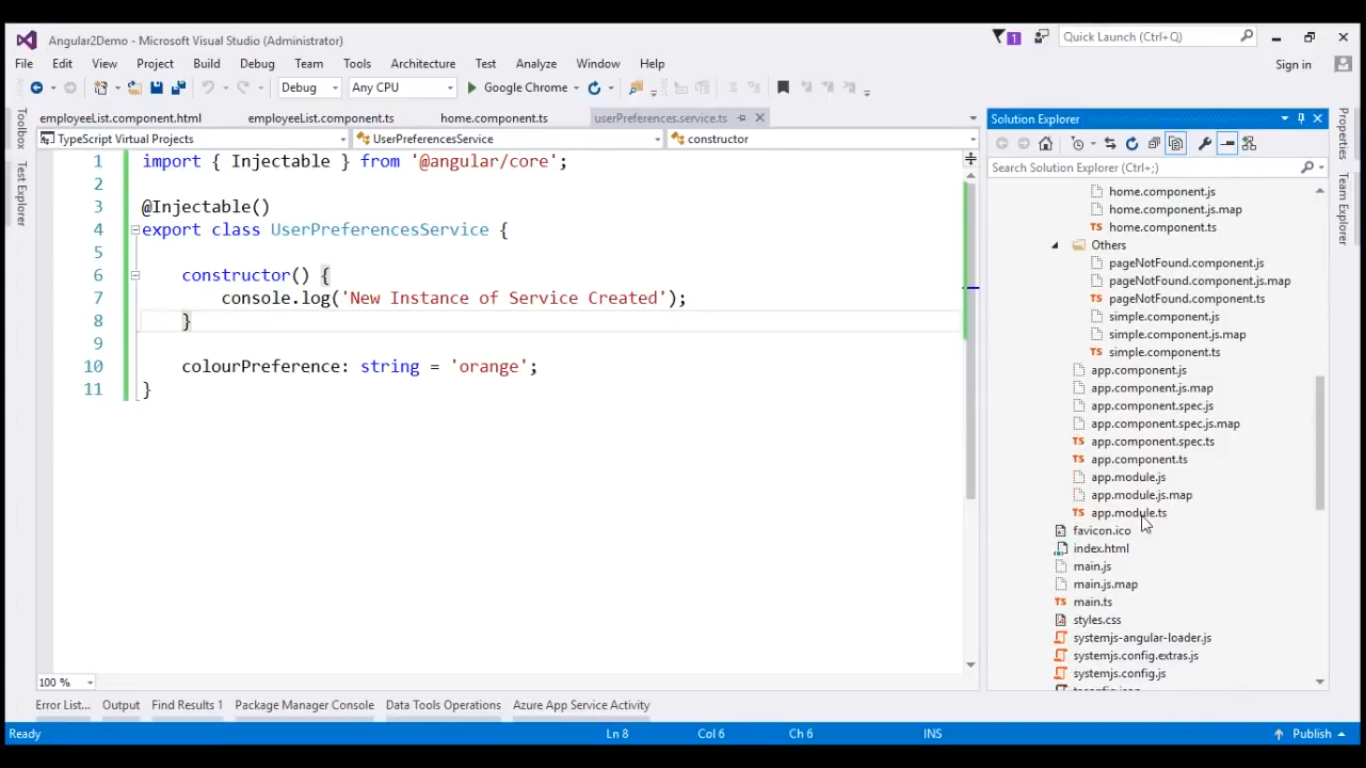 Angular2Demo - Microsoft Visual Studio (Administrator)
1
Quick Launch (Ctrl+Q)
File Edit View Project Build Debug Team Tools Architecture Test Analyze Window Help
Sign in
Debug Any CPU Google Chrome
Toolbox
Test Explorer
employeeList.component.html employeeList.component.ts home.component.ts userPreferences.service.ts
TypeScript Virtual Projects UserPreferencesService constructor
1 import { Injectable } from '@angular/core';
2
3 @Injectable()
4 export class UserPreferencesService {
5
6 constructor() {
7 console.log('New Instance of Service Created');
8 }
9
10 colourPreference: string = 'orange';
11 }
100 %
Solution Explorer
Search Solution Explorer (Ctrl+;)
home.component.js
home.component.js.map
TS home.component.ts
Others
pageNotFound.component.js
pageNotFound.component.js.map
TS pageNotFound.component.ts
simple.component.js
simple.component.js.map
TS simple.component.ts
app.component.js
app.component.js.map
app.component.spec.js
app.component.spec.js.map
TS app.component.spec.ts
TS app.component.ts
app.module.js
app.module.js.map
TS app.module.ts
favicon.ico
index.html
main.js
main.js.map
TS main.ts
styles.css
systemjs-angular-loader.js
systemjs.config.extras.js
systemjs.config.js
Properties
Team Explorer
Error List... Output Find Results 1 Package Manager Console Data Tools Operations Azure App Service Activity
Ready Ln 8 Col 6 Ch 6 INS Publish